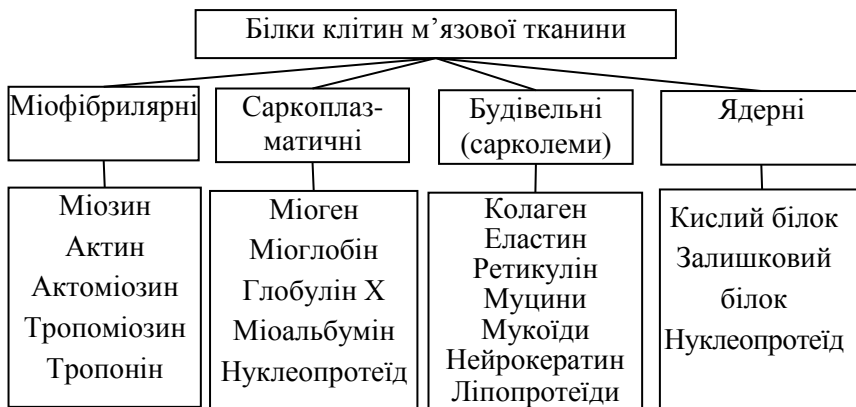 Білки клітин м’язової тканини
Міофібрилярні
Саркоплаз-
матичні
Будівельні
(сарколеми)
Ядерні
Міозин
Актин
Актоміозин
Тропоміозин
Тропонін
Міоген
Міоглобін
Глобулін X
Міоальбумін
Нуклеопротеїд
Колаген
Еластин
Ретикулін
Муцини
Мукоїди
Нейрокератин
Ліпопротеїди
Кислий білок
Залишковий
білок
Нуклеопротеїд